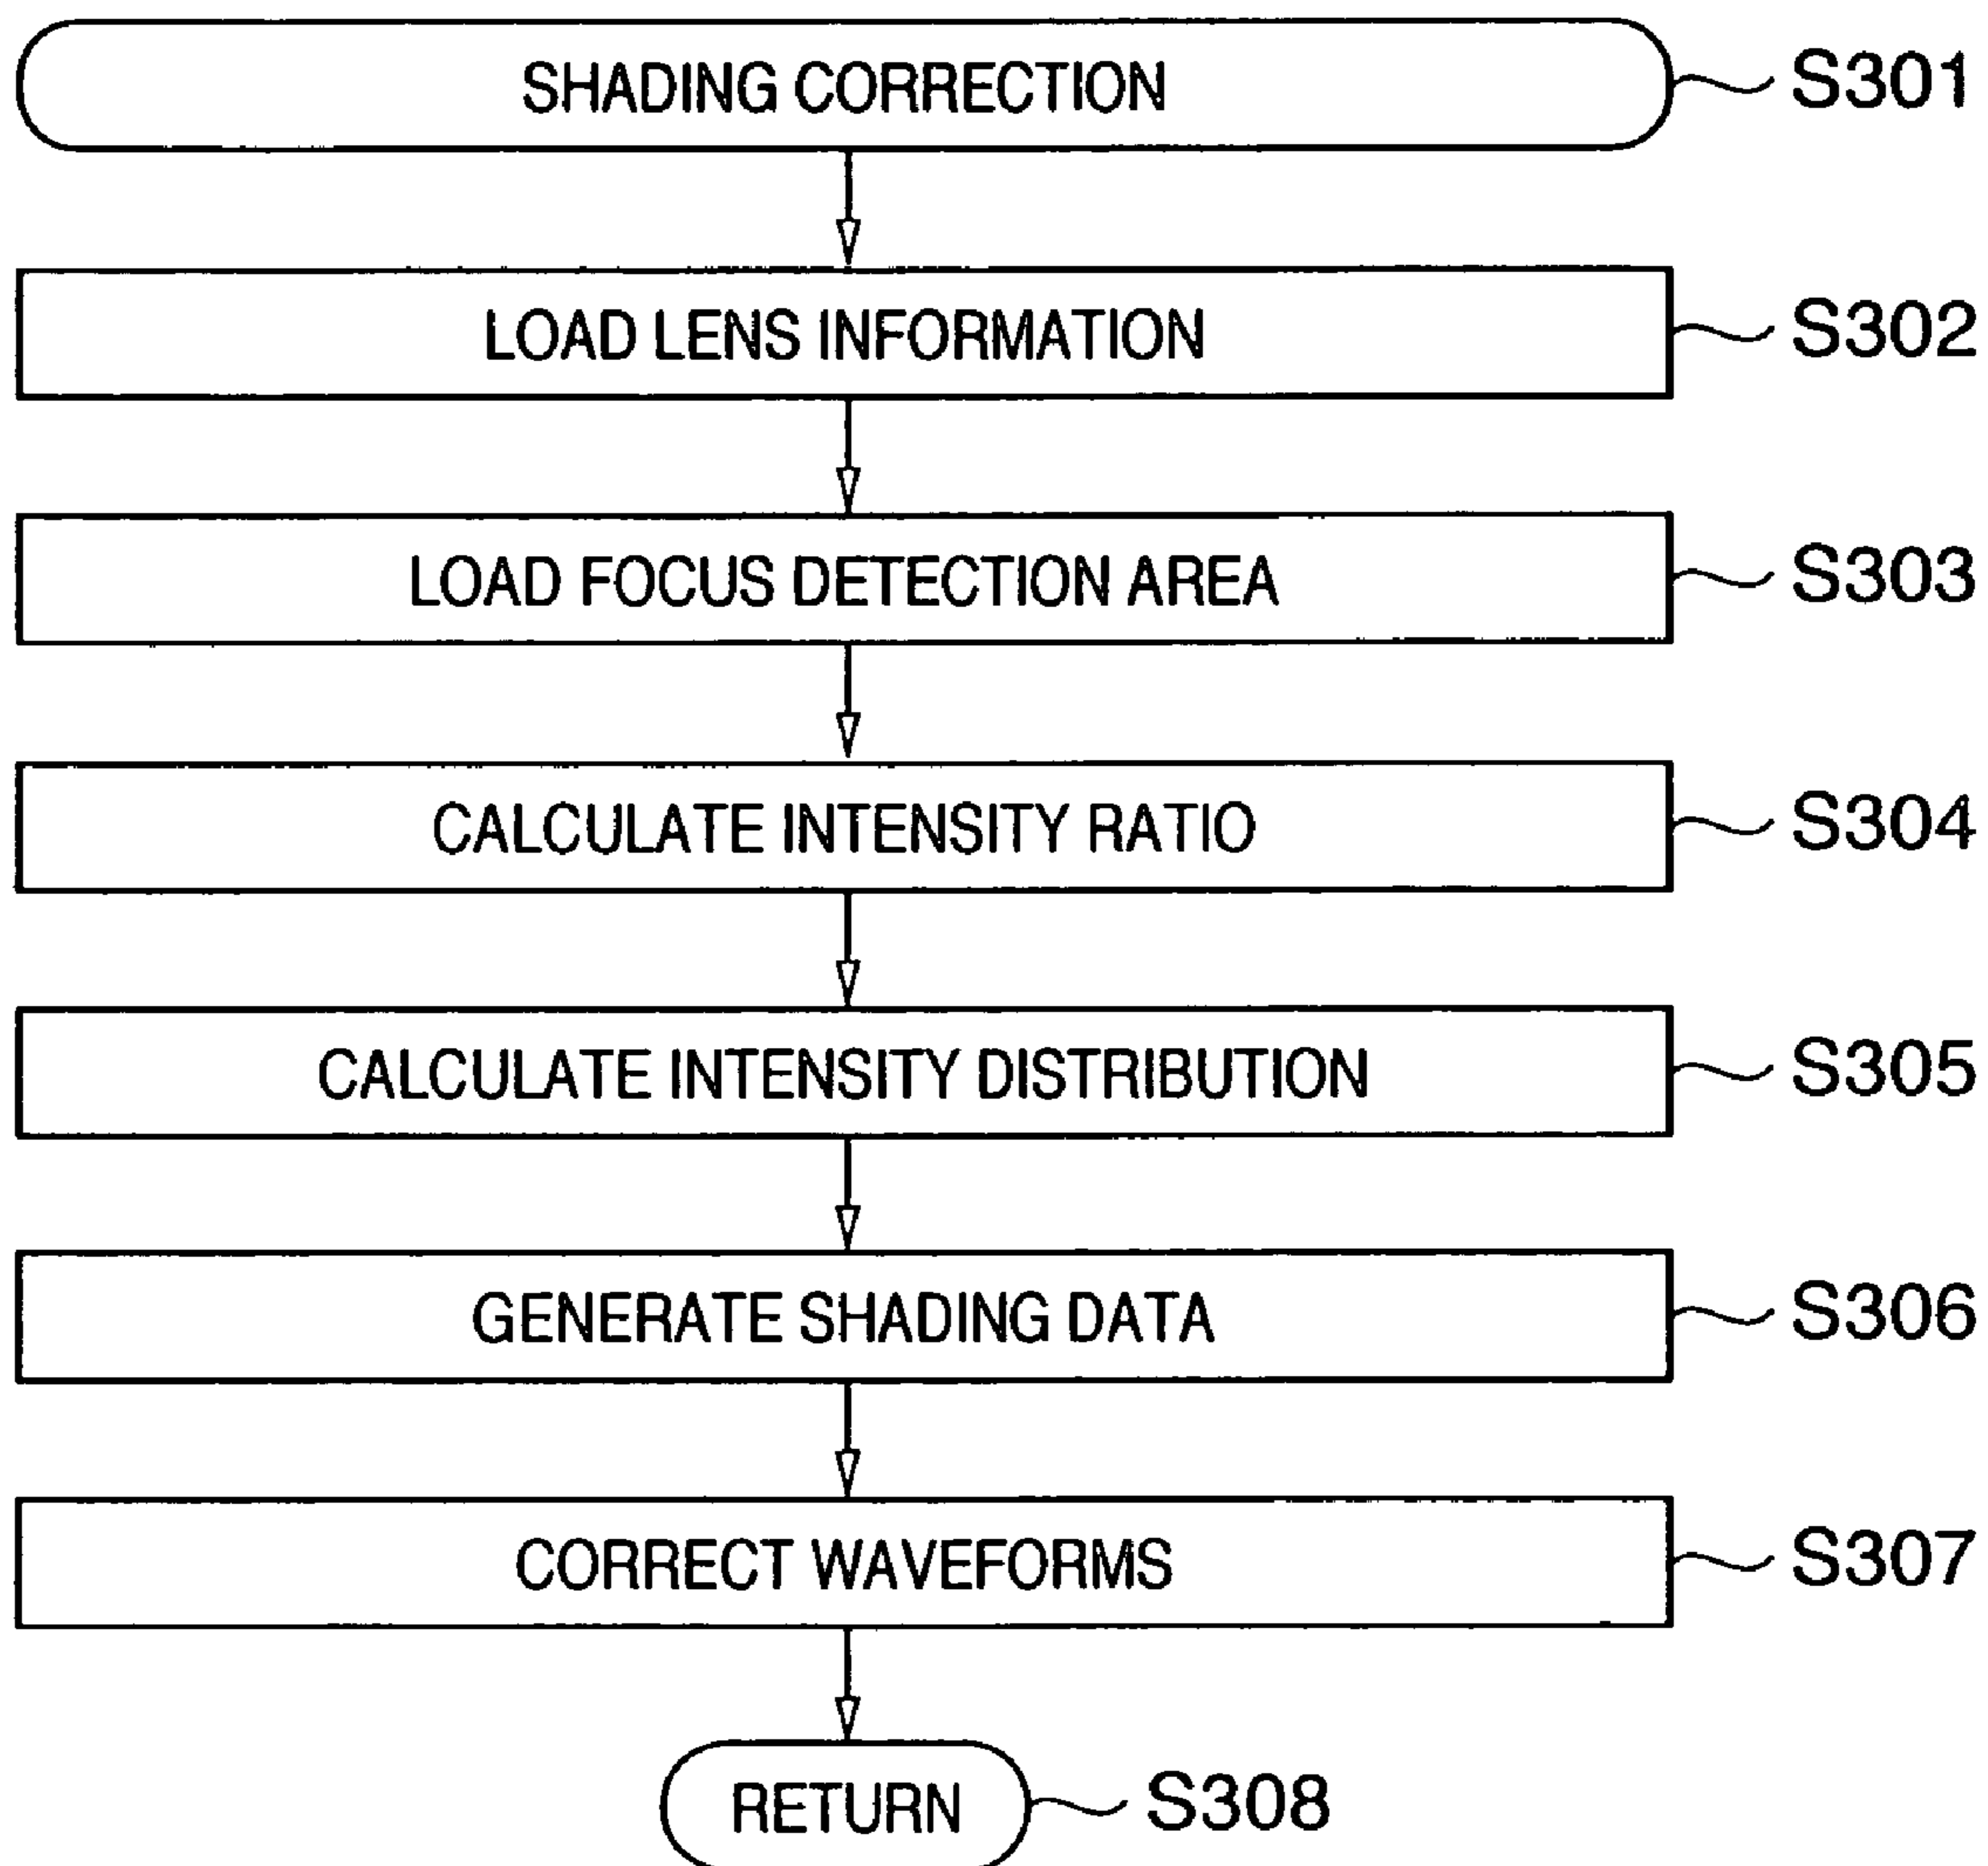 SHADING CORRECTION S301
LOAD LENS INFORMATION S302
LOAD FOCUS DETECTION AREA S303
CALCULATE INTENSITY RATIO S304
CALCULATE INTENSITY DISTRIBUTION S305
GENERATE SHADING DATA S306
CORRECT WAVEFORMS S307
RETURN S308